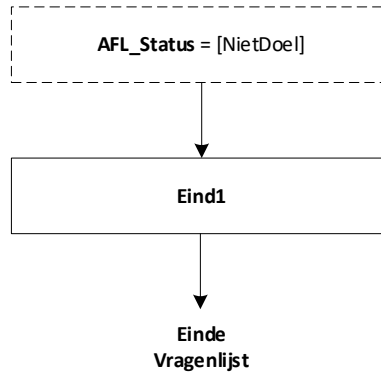 AFL_Status = [NietDoel]
Eind1
Einde
Vragenlijst